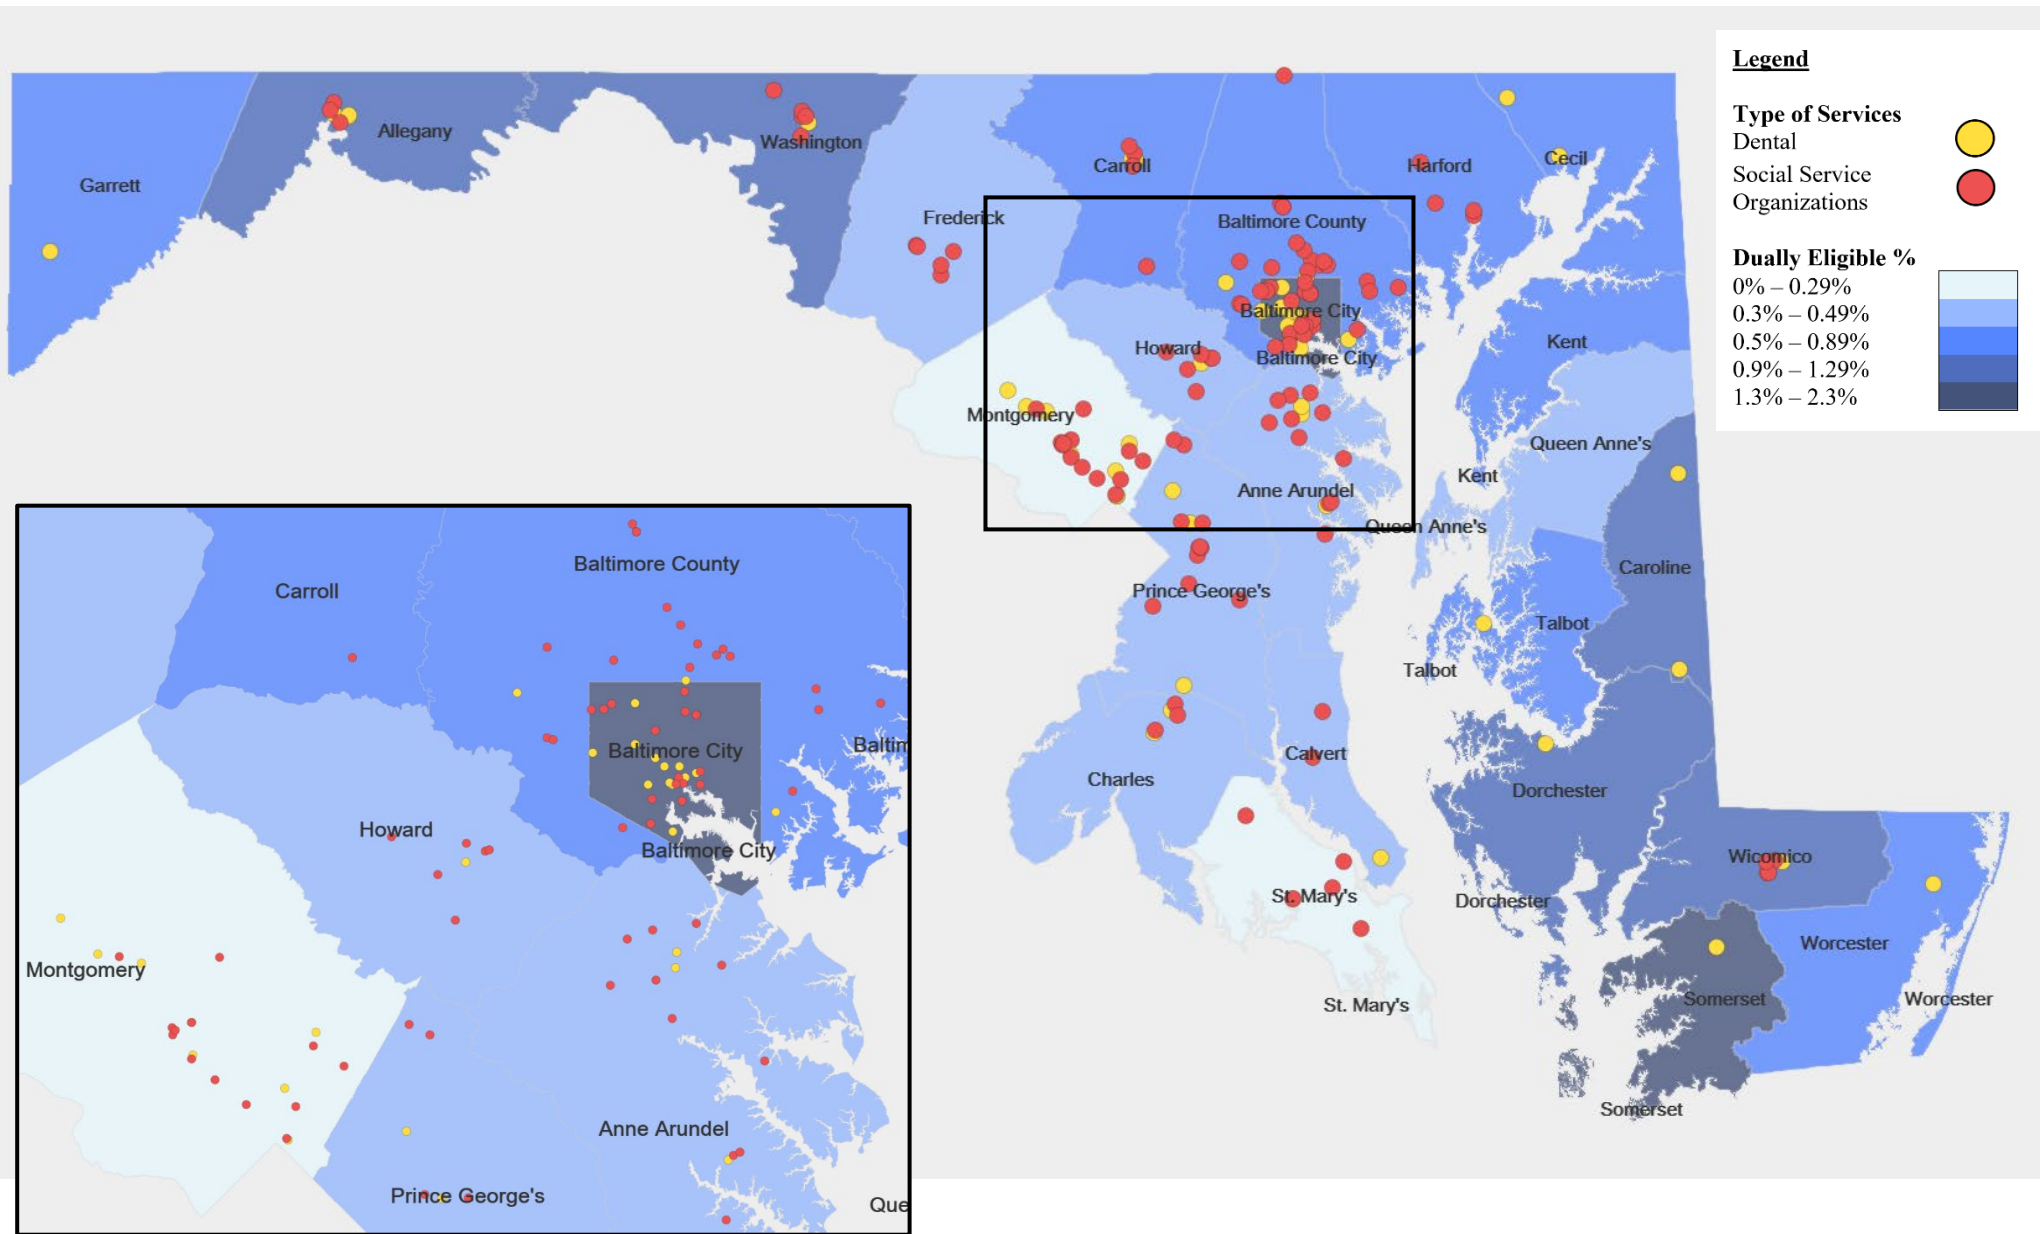 Legend
Type of Services
Dental
Social Service
Organizations
Dually Eligible %
0% – 0.29%
0.3% – 0.49%
0.5% – 0.89%
0.9% – 1.29%
1.3% – 2.3%
Garrett
Allegany
Washington
Frederick
Carroll
Baltimore County
Harford
Cecil
Baltimore City
Baltimore City
Howard
Montgomery
Kent
Kent
Queen Anne's
Queen Anne's
Anne Arundel
Prince George's
Caroline
Talbot
Talbot
Charles
Calvert
Dorchester
Dorchester
Wicomico
St. Mary's
St. Mary's
Worcester
Worcester
Somerset
Somerset
Carroll
Baltimore County
Baltimore City
Baltim
Howard
Baltimore City
Montgomery
Anne Arundel
Prince George's
Que